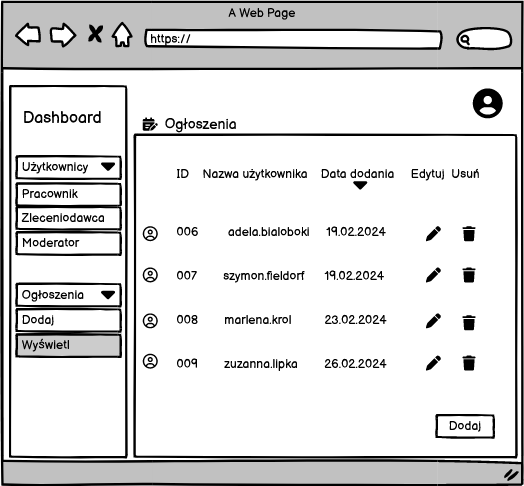 A Web Page
https://
Dashboard
Użytkownicy
Pracownik
Zleceniodawca
Moderator
Ogłoszenia
Dodaj
Wyświetl
Ogłoszenia
ID Nazwa użytkownika Data dodania Edytuj Usuń
006 adela.bialoboki 19.02.2024
007 szymon.fieldorf 19.02.2024
008 marlena.krol 23.02.2024
009 zuzanna.lipka 26.02.2024
Dodaj